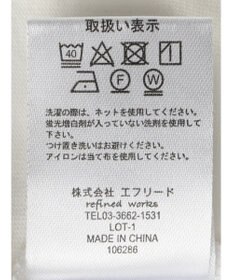 取扱い表示
40
F W
洗濯の際は、ネットを使用してください。
蛍光増白剤が入っていない洗剤を使用して
ください。
つけ置き洗いはお避けください。
アイロンは当て布を使用してください。
株式会社 エフリード
refined works
TEL03-3662-1531
LOT-1
MADE IN CHINA
106286